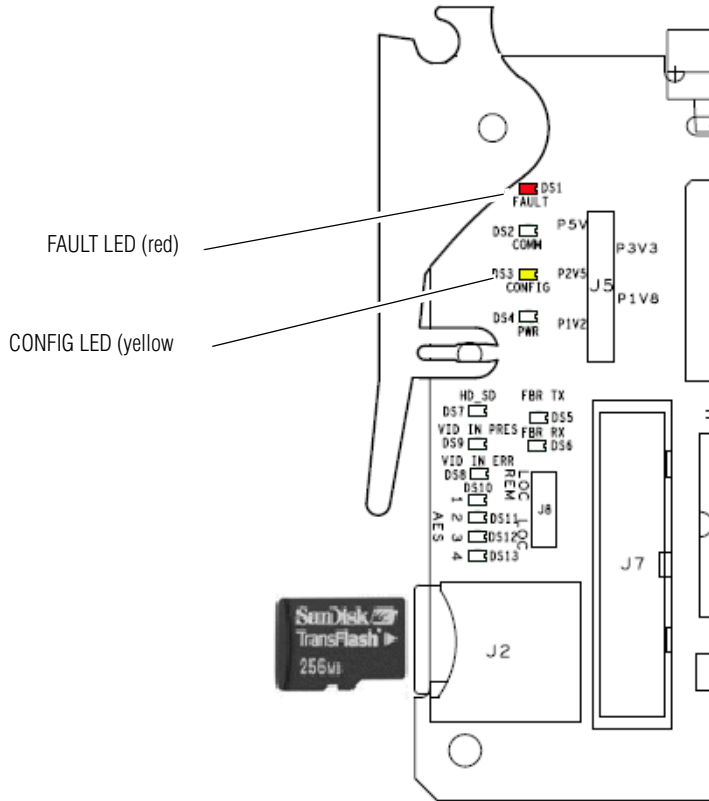 DS1
FAULT
FAULT LED (red)
DS2
COMM
P5V
P3V3
DS3
CONFIG
P2V5
J5
P1V8
CONFIG LED (yellow
DS4
PWR
P1V2
HD_SD
FBR TX
DS7
DS5
VID IN PRES
FBR RX
DS9
DS6
VID IN ERR
DS8
DS10
REM
LOC
LOC
J8
AES
1
2
DS11
3
DS12
4
DS13
J7
J2
SanDisk
TransFlash
256MB